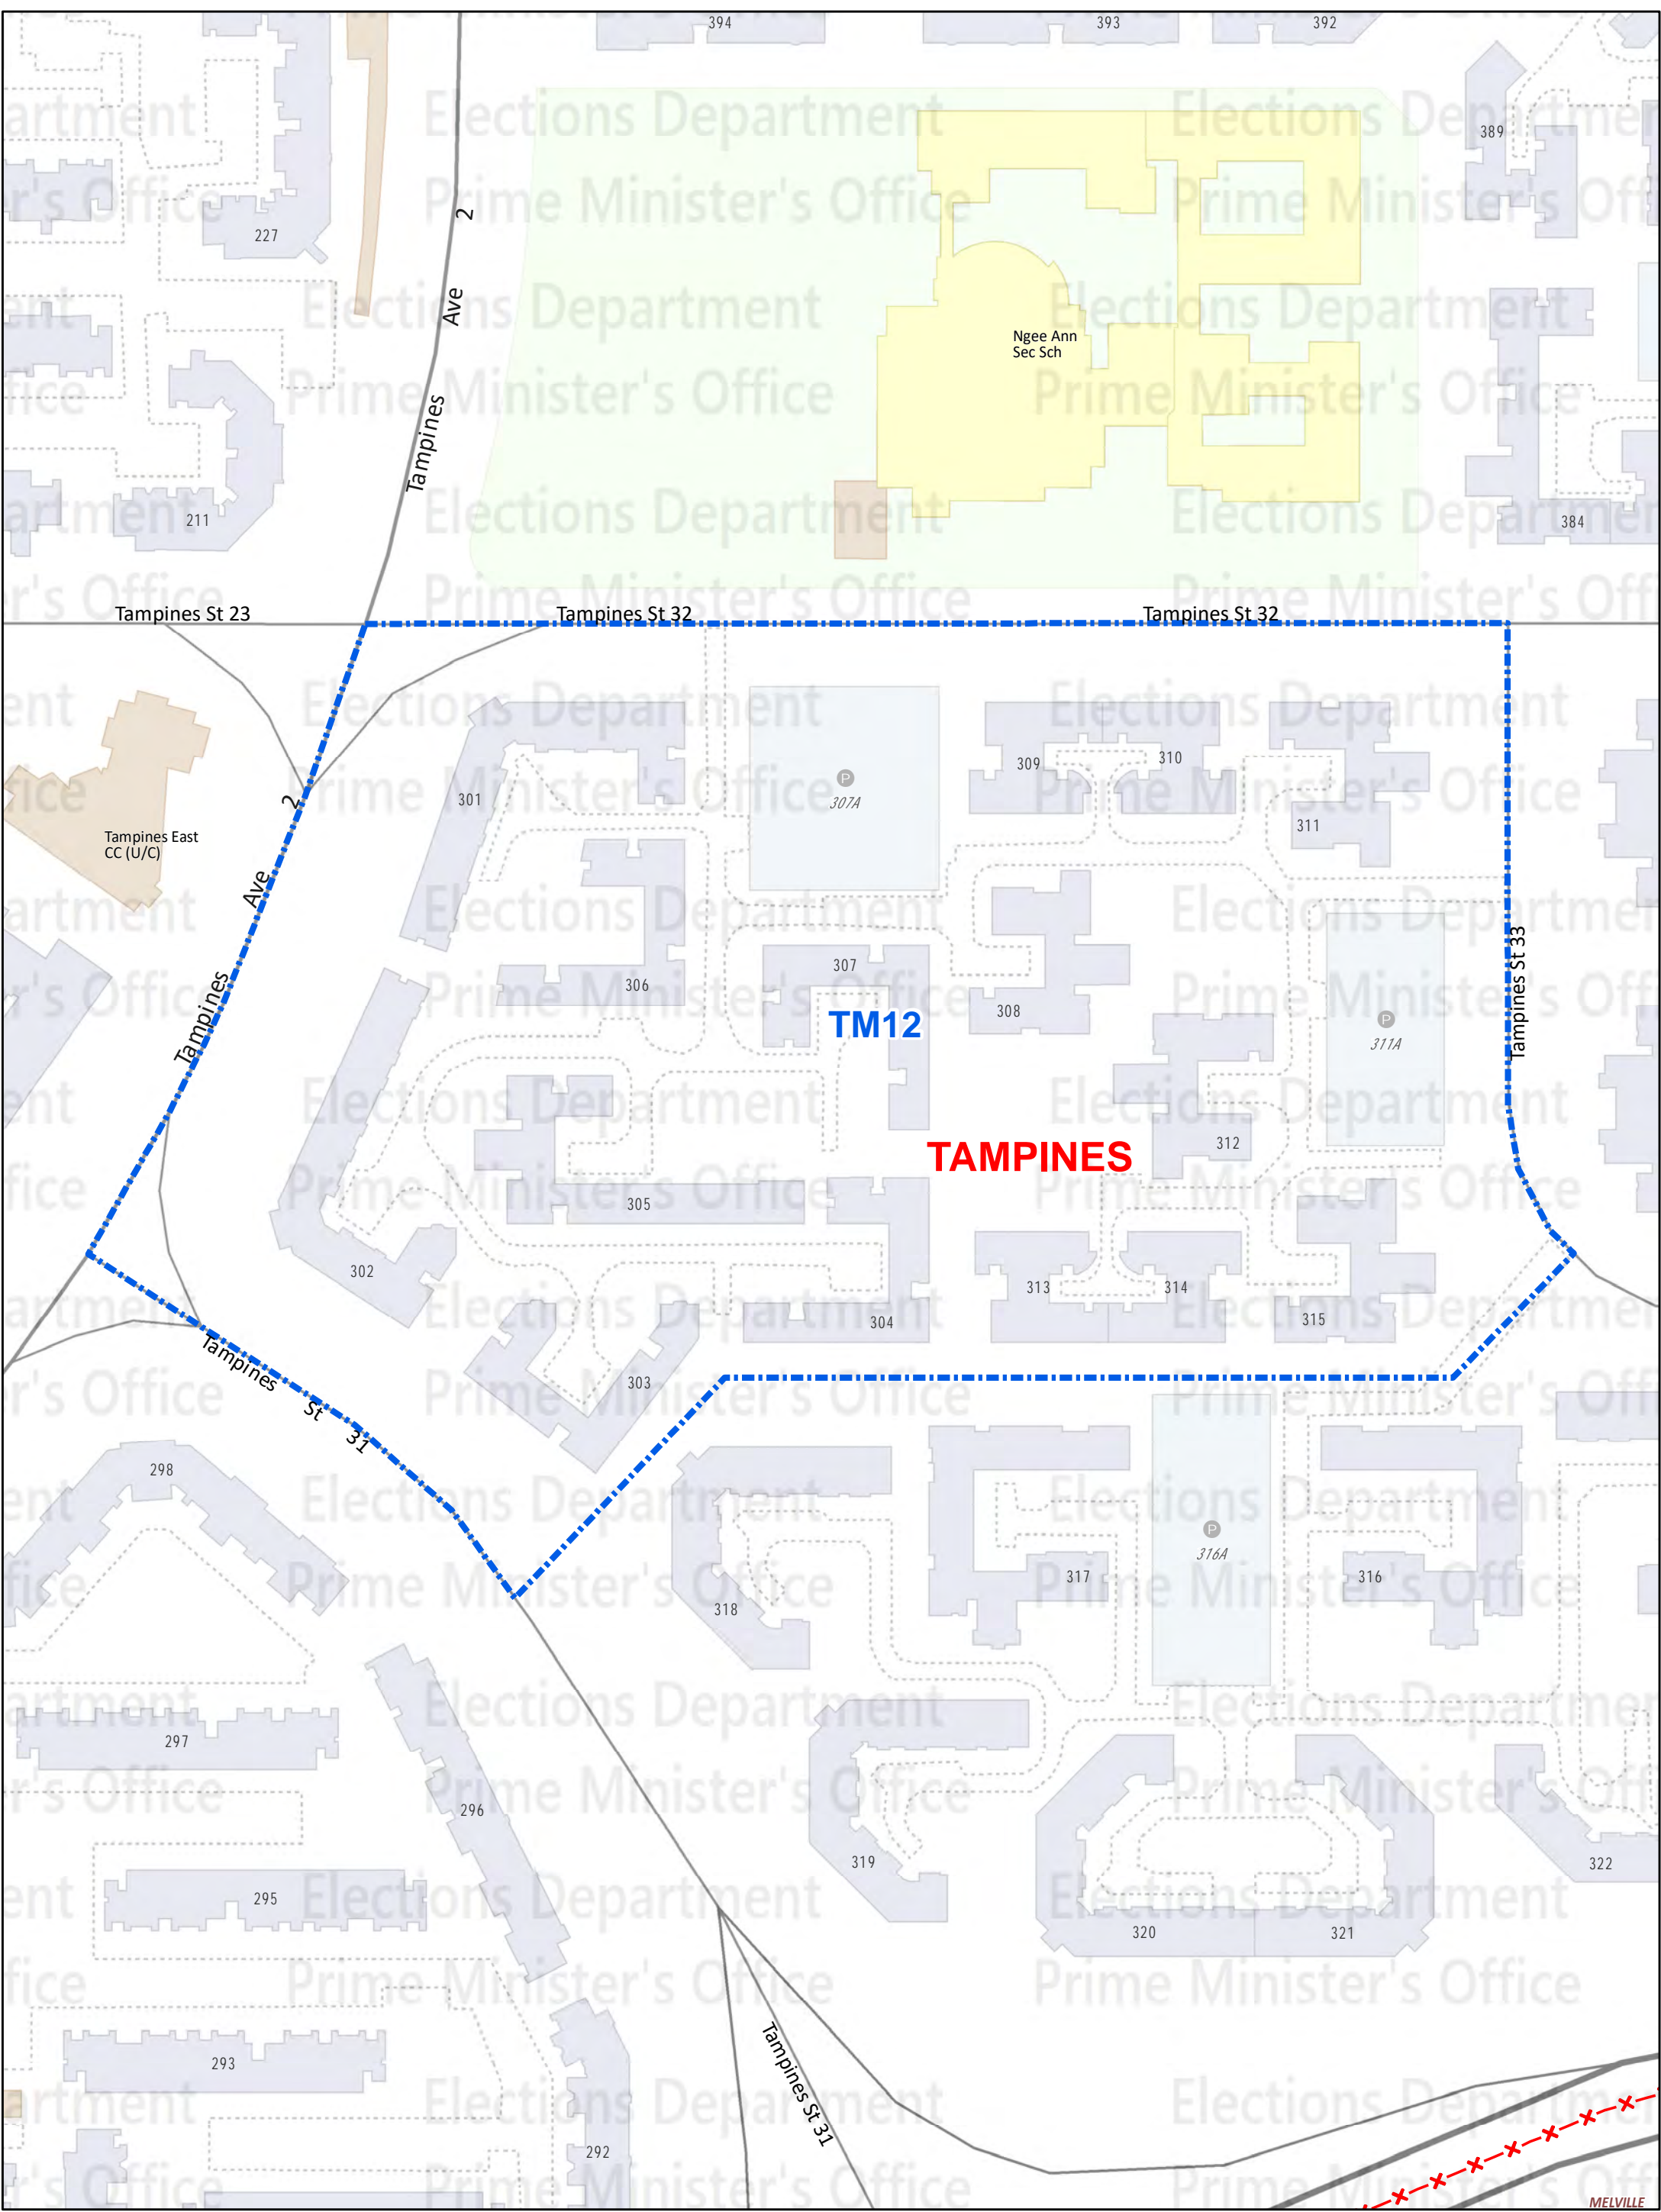 394
393
392
389
227
Tampines Ave 2
Ngee Ann
Sec Sch
211
384
Tampines St 23
Tampines St 32
Tampines St 32
301
P
307A
309
310
311
Tampines East
CC (U/C)
Tampines Ave 2
306
307
308
TM12
P
311A
Tampines St 33
312
TAMPINES
305
302
313
314
304
315
303
Tampines St 31
298
318
317
P
316A
316
297
296
319
322
295
320
321
293
292
Tampines St 31
MELVILLE
Elections Department
Prime Minister's Office